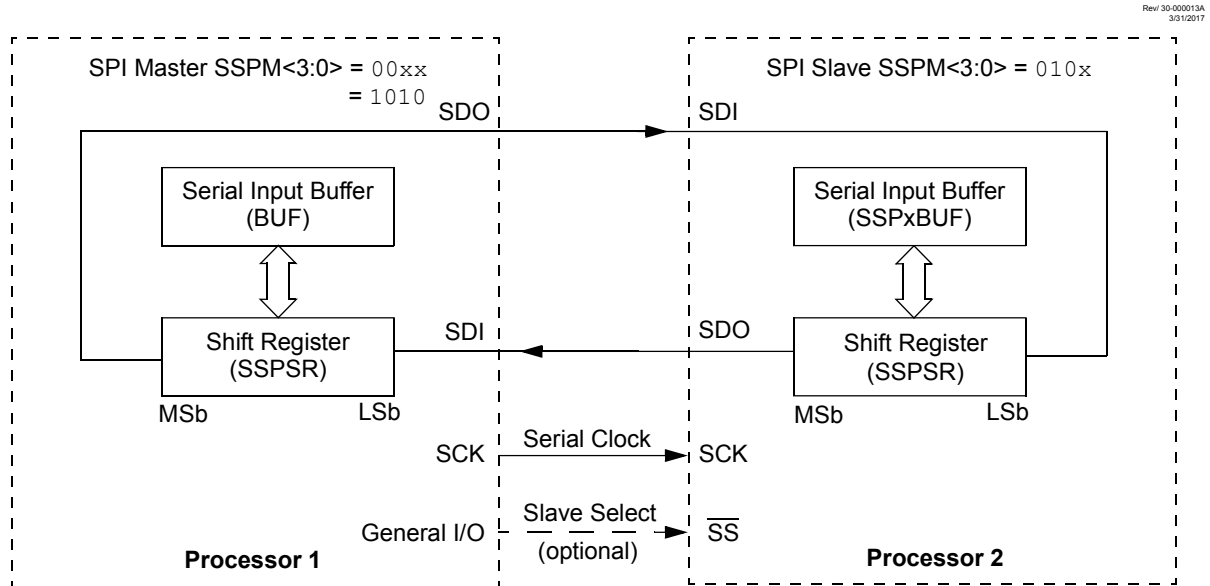 Rev/ 30-000013A
3/31/2017
SPI Master SSPM<3:0> = 00xx
= 1010
SPI Slave SSPM<3:0> = 010x
SDO
SDI
Serial Input Buffer
(BUF)
Serial Input Buffer
(SSPxBUF)
SDI
SDO
Shift Register
(SSPSR)
Shift Register
(SSPSR)
MSb
LSb
MSb
LSb
SCK
Serial Clock
SCK
General I/O
Slave Select
(optional)
SS
Processor 1
Processor 2